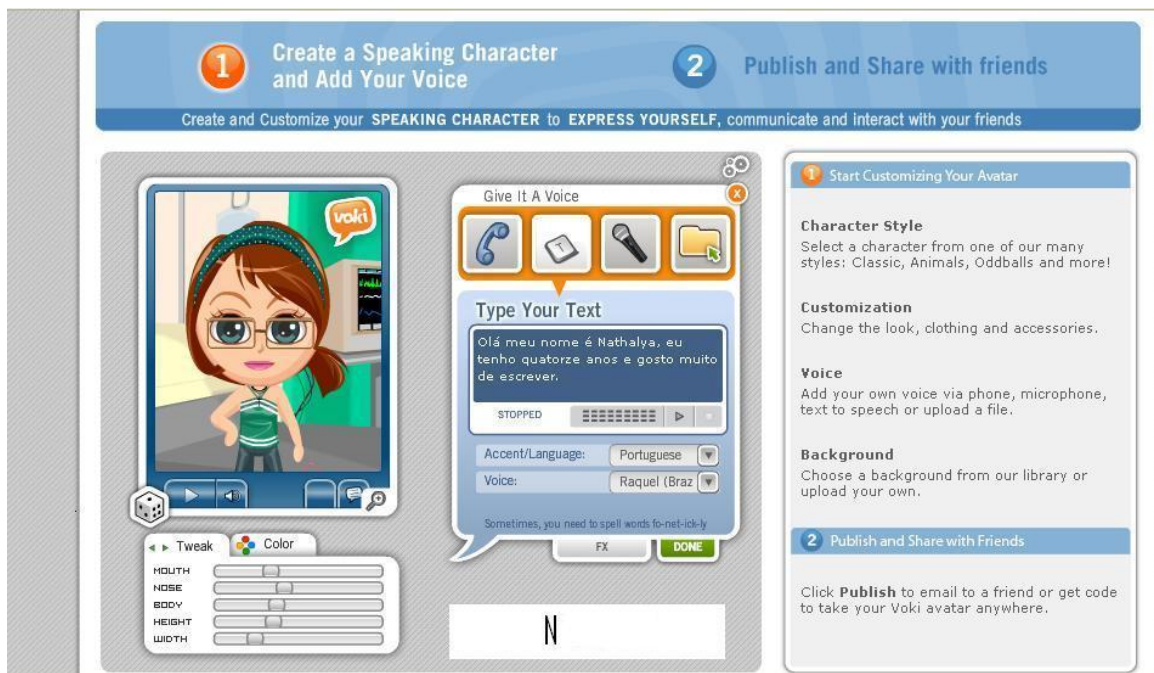 1
Create a Speaking Character
and Add Your Voice
2
Publish and Share with friends
Create and Customize your SPEAKING CHARACTER to EXPRESS YOURSELF, communicate and interact with your friends
voki
Give It A Voice
X
T
Type Your Text
Olá meu nome é Nathalya, eu
tenho quatorze anos e gosto muito
de escrever.
STOPPED
Accent/Language:
Portuguese
Voice:
Raquel (Braz
Sometimes, you need to spell words fo-net-ick-ly
FX
DONE
Tweak
Color
MOUTH
NOSE
BODY
HEIGHT
WIDTH
N
1 Start Customizing Your Avatar
Character Style
Select a character from one of our many
styles: Classic, Animals, Oddballs and more!
Customization
Change the look, clothing and accessories.
Voice
Add your own voice via phone, microphone,
text to speech or upload a file.
Background
Choose a background from our library or
upload your own.
2 Publish and Share with Friends
Click Publish to email to a friend or get code
to take your Voki avatar anywhere.